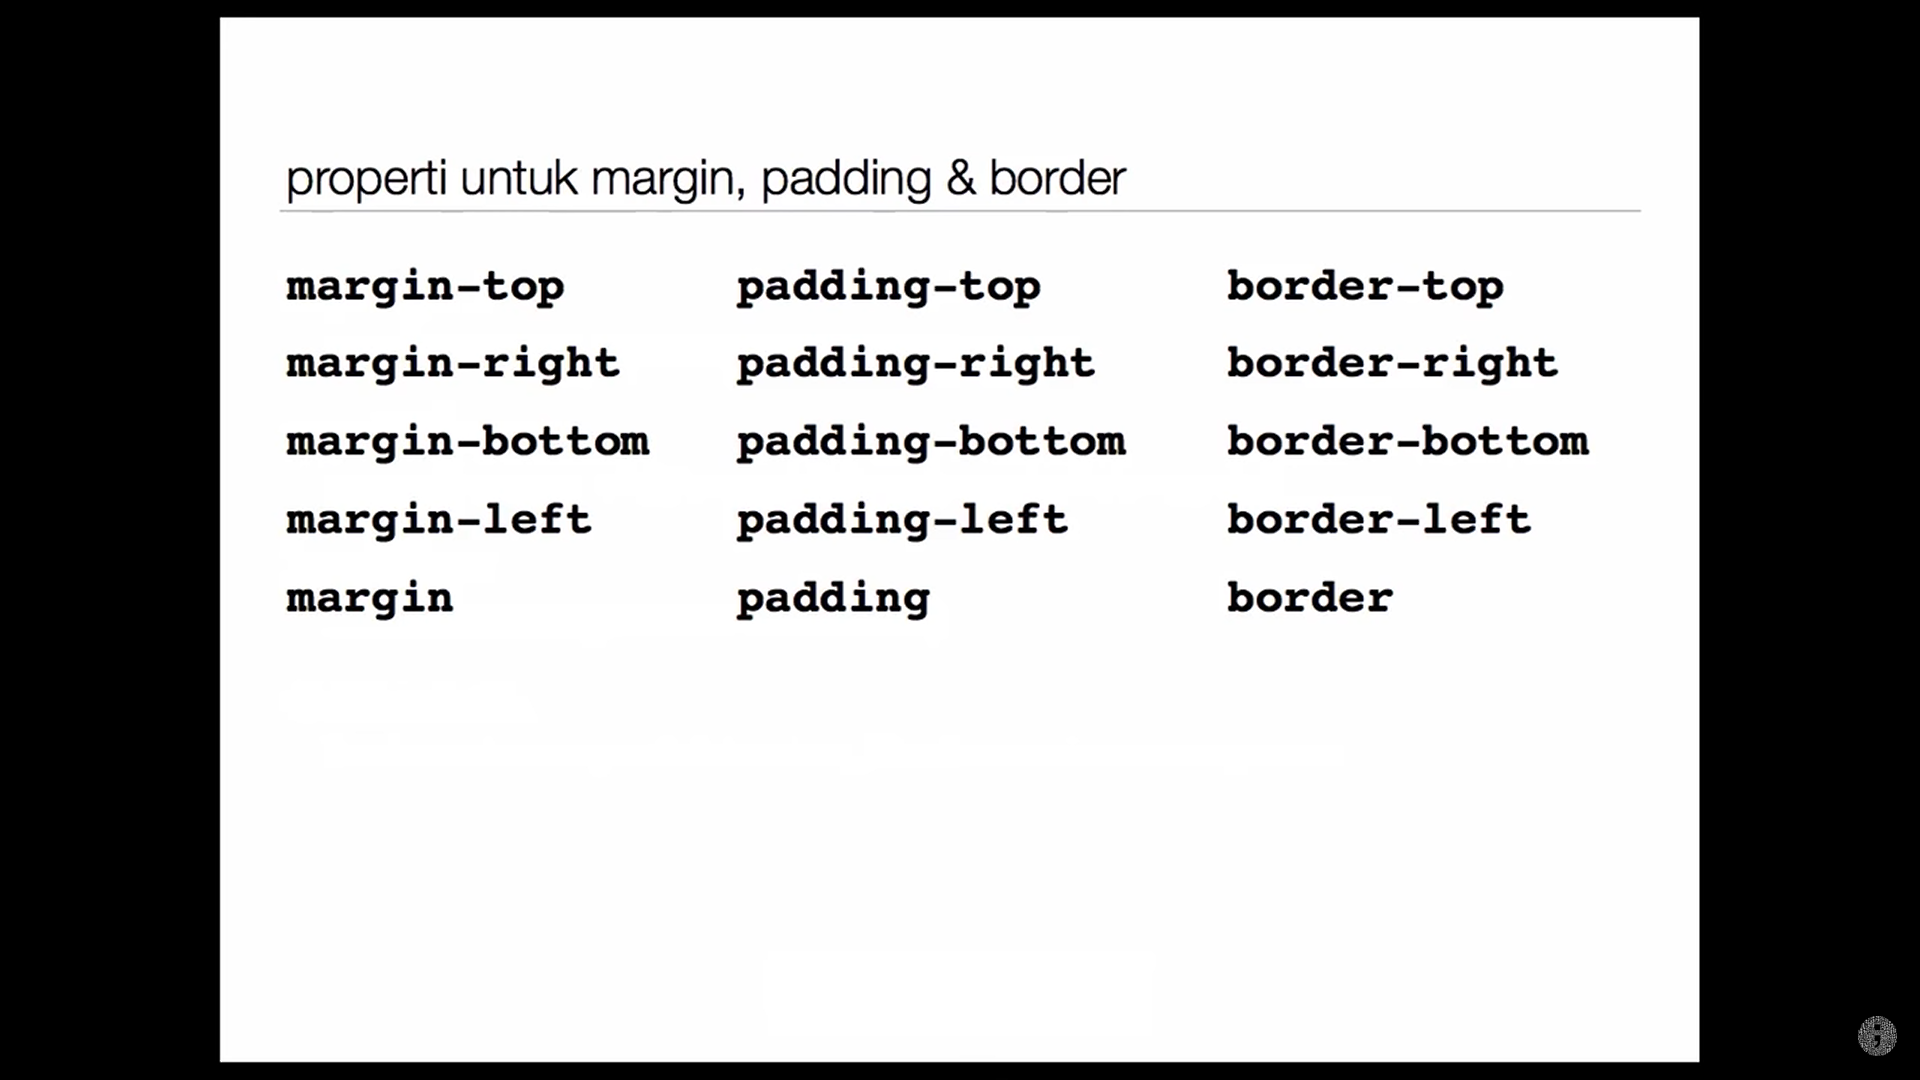 properti untuk margin, padding & border
margin-top padding-top border-top
margin-right padding-right border-right
margin-bottom padding-bottom border-bottom
margin-left padding-left border-left
margin padding border